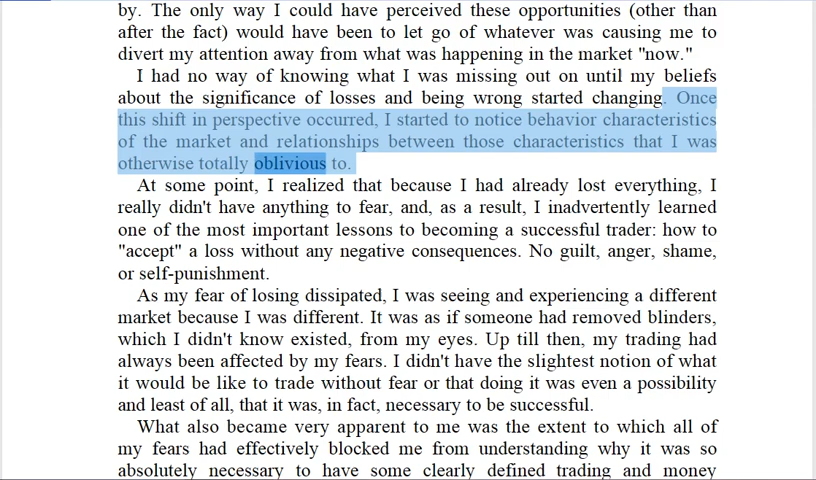 by. The only way I could have perceived these opportunities (other than
after the fact) would have been to let go of whatever was causing me to
divert my attention away from what was happening in the market "now."
I had no way of knowing what I was missing out on until my beliefs
about the significance of losses and being wrong started changing. Once
this shift in perspective occurred, I started to notice behavior characteristics
of the market and relationships between those characteristics that I was
otherwise totally oblivious to.
At some point, I realized that because I had already lost everything, I
really didn't have anything to fear, and, as a result, I inadvertently learned
one of the most important lessons to becoming a successful trader: how to
"accept" a loss without any negative consequences. No guilt, anger, shame,
or self-punishment.
As my fear of losing dissipated, I was seeing and experiencing a different
market because I was different. It was as if someone had removed blinders,
which I didn't know existed, from my eyes. Up till then, my trading had
always been affected by my fears. I didn't have the slightest notion of what
it would be like to trade without fear or that doing it was even a possibility
and least of all, that it was, in fact, necessary to be successful.
What also became very apparent to me was the extent to which all of
my fears had effectively blocked me from understanding why it was so
absolutely necessary to have some clearly defined trading and money